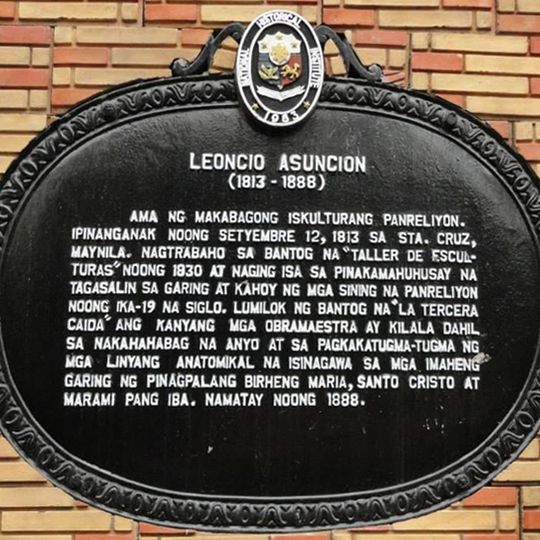 NATIONAL HISTORICAL INSTITUTE
1983
LEONCIO ASUNCION
(1813 - 1888)
AMA NG MAKABAGONG ISKULTURANG PANRELIYON.
IPINANGANAK NOONG SETYEMBRE 12, 1813 SA STA. CRUZ,
MAYNILA. NAGTRABAHO SA BANTOG NA "TALLER DE ESCUL-
TURAS" NOONG 1830 AT NAGING ISA SA PINAKAMAHUHUSAY NA
TAGASALIN SA GARING AT KAHOY NG MGA SINING NA PANRELIYON
NOONG IKA-19 NA SIGLO. LUMILOK NG BANTOG NA "LA TERCERA
CAIDA" ANG KANYANG MGA OBRAMAESTRA AY KILALA DAHIL
SA NAKAHAHABAG NA ANYO AT SA PAGKAKATUGMA-TUGMA NG
MGA LINYANG ANATOMIKAL NA ISINAGAWA SA MGA IMAHENG
GARING NG PINAGPALANG BIRHENG MARIA, SANTO CRISTO AT
MARAMI PANG IBA. NAMATAY NOONG 1888.